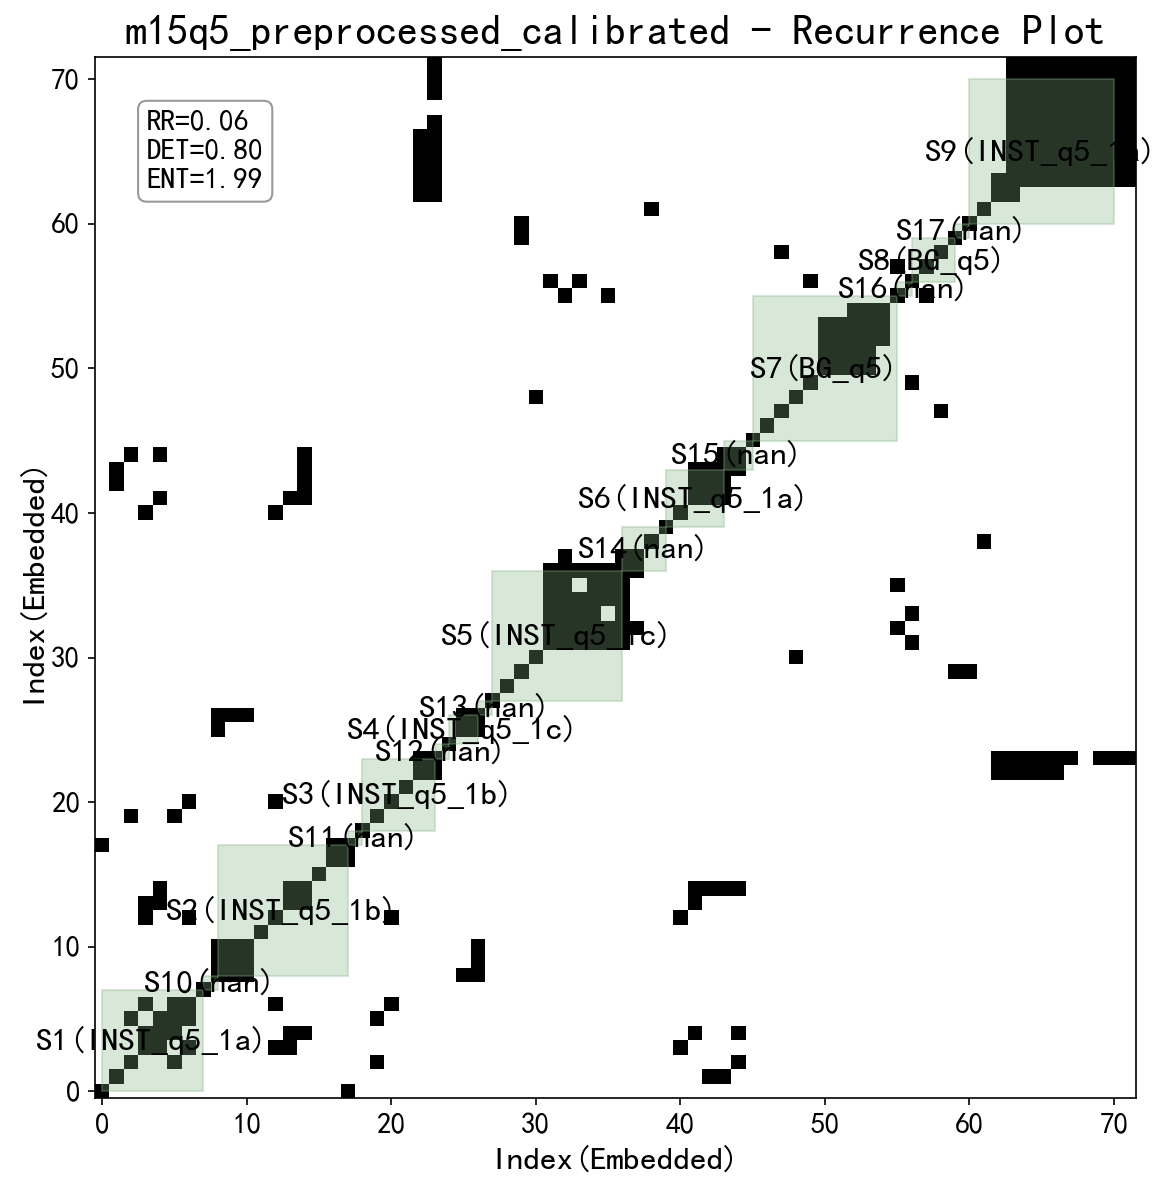 m15q5_preprocessed_calibrated - Recurrence Plot
RR=0.06
DET=0.80
ENT=1.99
S9(INST_q5_1a)
S17(nan)
S8(BG_q5)
S16(nan)
S7(BG_q5)
S15(nan)
S6(INST_q5_1a)
S14(nan)
S5(INST_q5_1c)
S13(nan)
S4(INST_q5_1c)
S12(nan)
S3(INST_q5_1b)
S11(nan)
S2(INST_q5_1b)
S10(nan)
S1(INST_q5_1a)
70
60
50
40
30
20
10
0
Index(Embedded)
0 10 20 30 40 50 60 70
Index(Embedded)